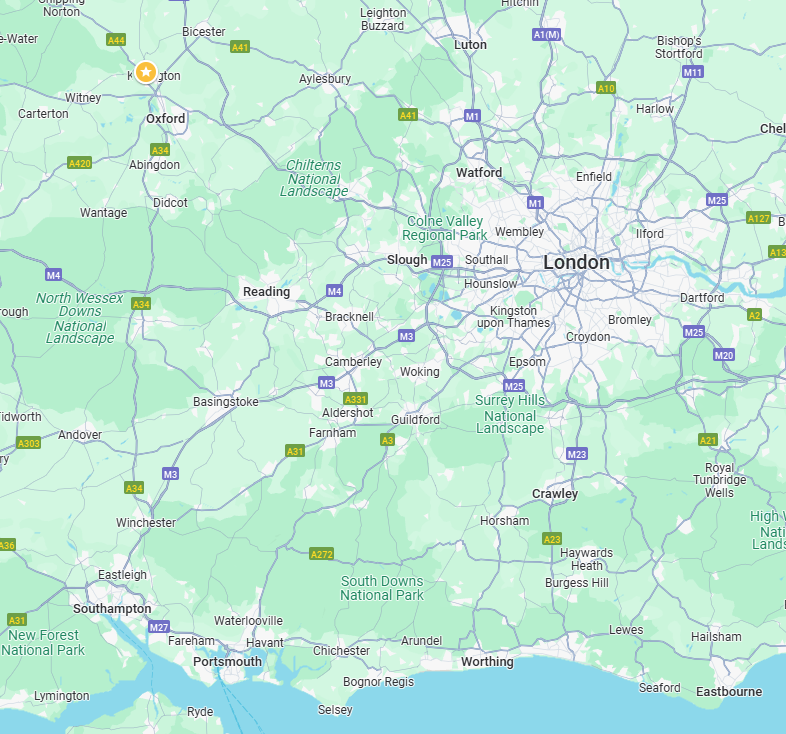 Chipping
Norton
Leighton
Buzzard
Hitchin
A44
Bicester
A41
Luton
A1(M)
Bishop's
Stortford
M11
Aylesbury
Witney
A10
Carterton
Oxford
A41
M1
Harlow
A34
A420
Abingdon
Chilterns
National
Landscape
Watford
Enfield
Wantage
Didcot
M1
M25
A127
Colne Valley
Regional Park
Wembley
Ilford
Slough
M25
Southall
London
M4
Reading
M4
Hounslow
North Wessex
Downs
National
Landscape
A34
Dartford
A2
Bracknell
Kingston
upon Thames
Bromley
M3
Croydon
M25
M20
Camberley
Woking
Epsom
M3
M25
Basingstoke
A331
Aldershot
Surrey Hills
National
Landscape
Guildford
Farnham
Andover
A303
A31
A3
M23
A21
M3
A34
Crawley
Royal
Tunbridge
Wells
Winchester
Horsham
A36
A272
A23
Haywards
Heath
Eastleigh
South Downs
National Park
Burgess Hill
Southampton
A31
M27
Waterlooville
Lewes
New Forest
National Park
Fareham
Havant
Chichester
Arundel
Hailsham
Portsmouth
Worthing
Lymington
Bognor Regis
Seaford
Eastbourne
Ryde
Selsey